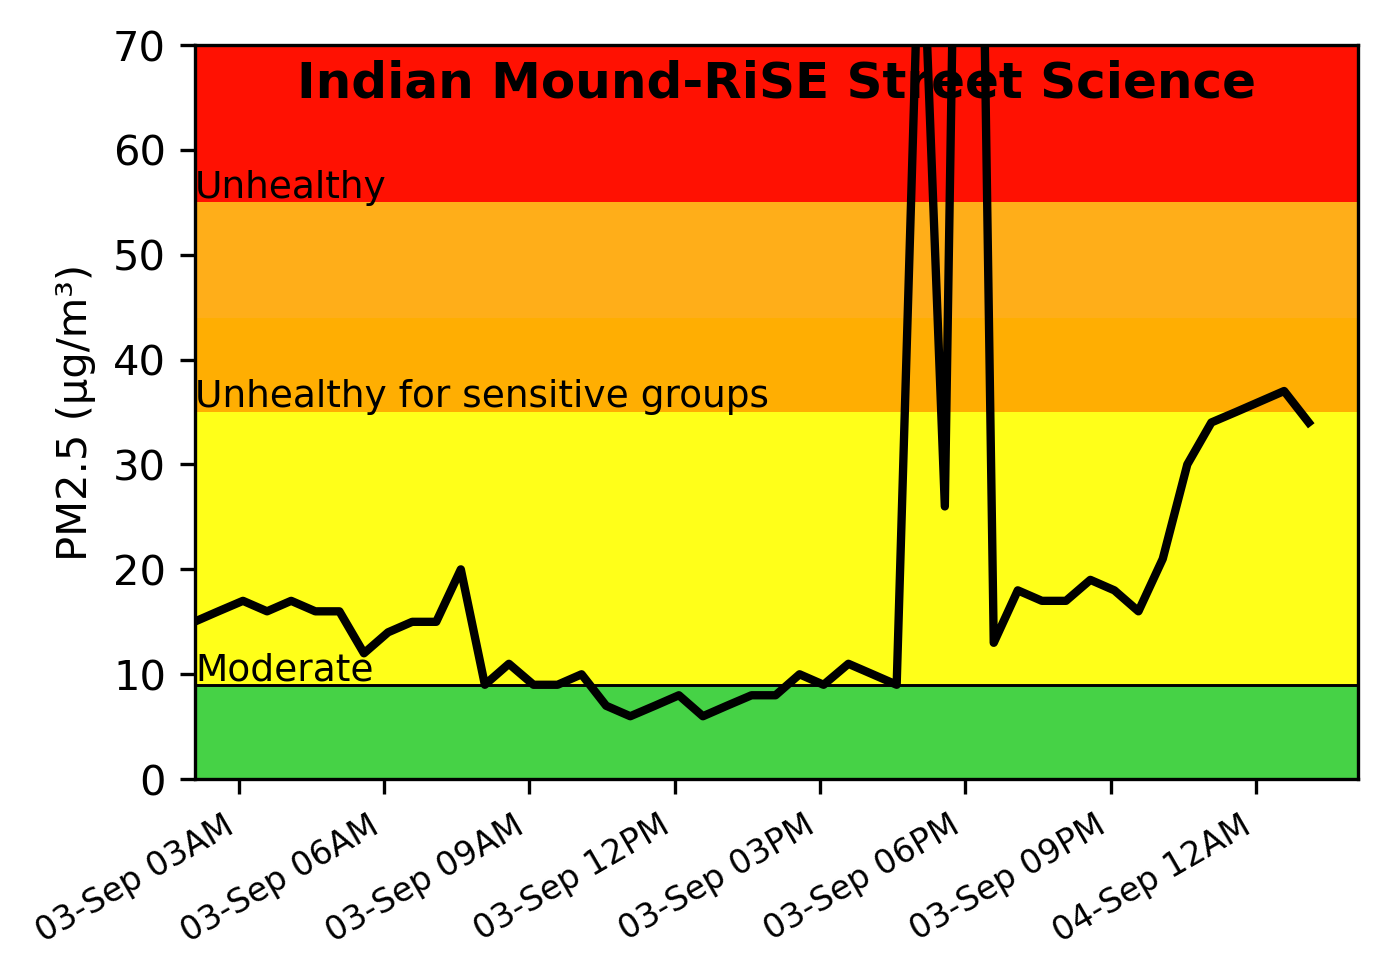 Indian Mound-RiSE Street Science
70
60
50
40
30
20
10
0
PM2.5 (μg/m³)
Unhealthy
Unhealthy for sensitive groups
Moderate
03-Sep 03AM
03-Sep 06AM
03-Sep 09AM
03-Sep 12PM
03-Sep 03PM
03-Sep 06PM
03-Sep 09PM
04-Sep 12AM